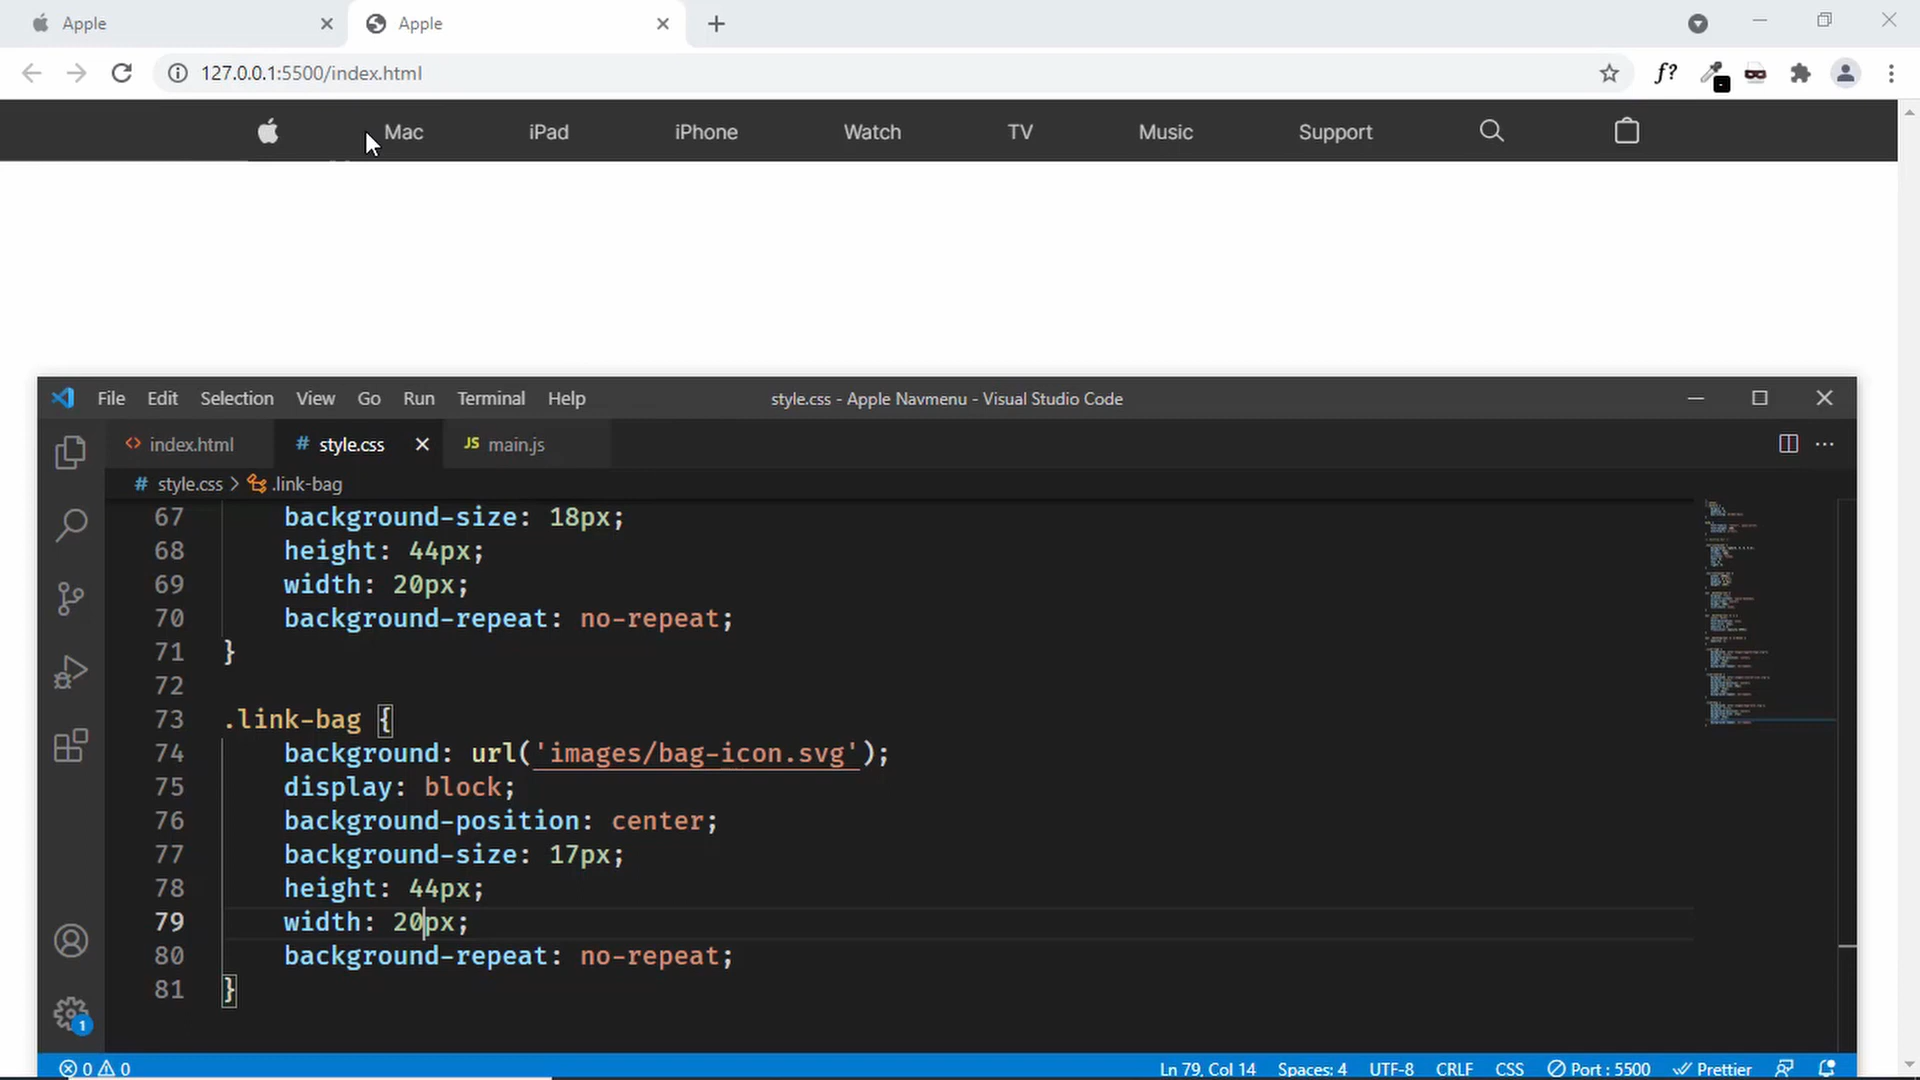 Apple
Apple
127.0.0.1:5500/index.html
f?
Mac iPad iPhone Watch TV Music Support
File Edit Selection View Go Run Terminal Help
style.css - Apple Navmenu - Visual Studio Code
<> index.html
# style.css
JS main.js
# style.css > .link-bag
67 background-size: 18px;
68 height: 44px;
69 width: 20px;
70 background-repeat: no-repeat;
71 }
72
73 .link-bag {
74 background: url('images/bag-icon.svg');
75 display: block;
76 background-position: center;
77 background-size: 17px;
78 height: 44px;
79 width: 20px;
80 background-repeat: no-repeat;
81 }
1
0 0 Ln 79, Col 14 Spaces: 4 UTF-8 CRLF CSS Port : 5500 Prettier